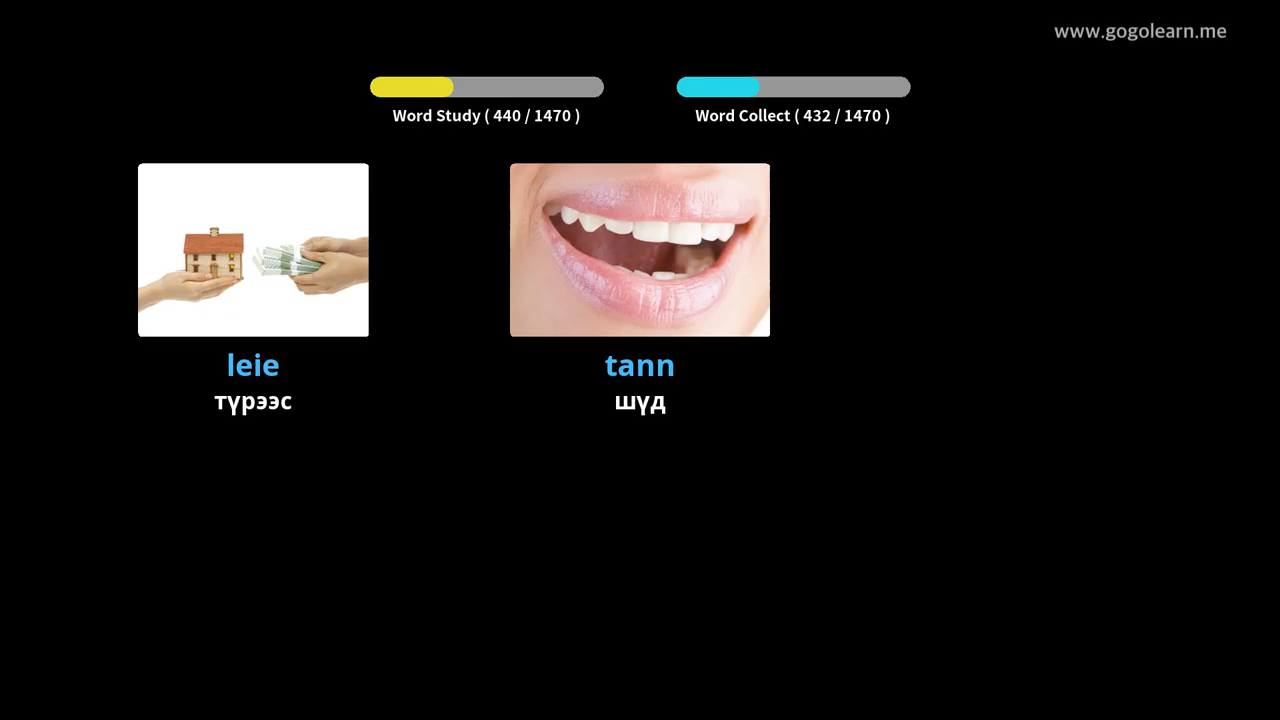 www.gogolearn.me
Word Study ( 440 / 1470 )
Word Collect ( 432 / 1470 )
leie
түрээс
tann
шүд